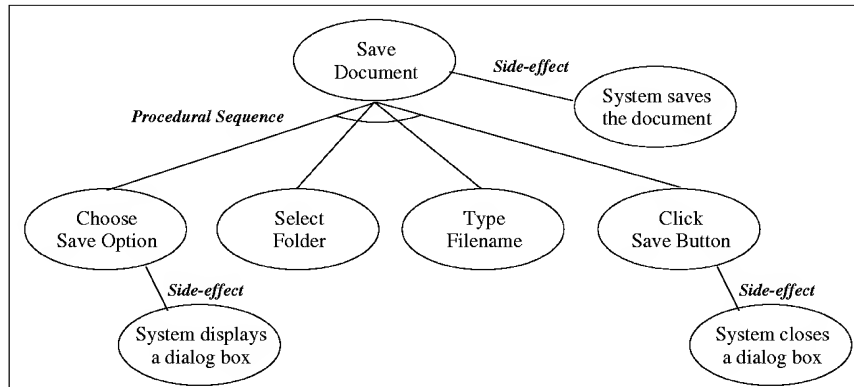 Save
Document
Side-effect
System saves
the document
Procedural Sequence
Choose
Save Option
Select
Folder
Type
Filename
Click
Save Button
Side-effect
Side-effect
System displays
a dialog box
System closes
a dialog box